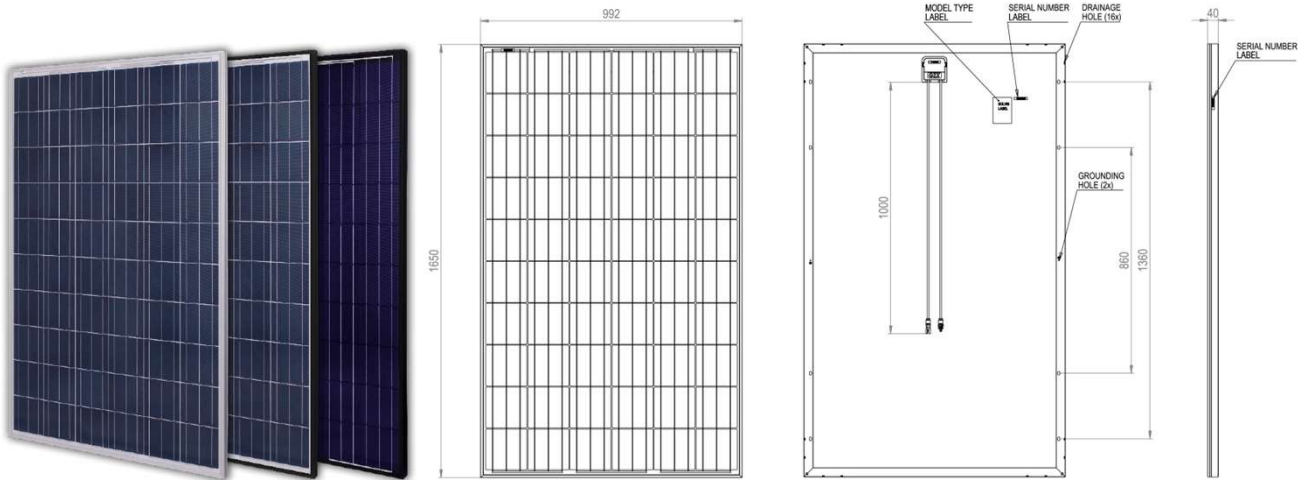 992
1650
MODEL TYPE
LABEL
SERIAL NUMBER
LABEL
DRAINAGE
HOLE (16x)
1000
GROUNDING
HOLE (2x)
860
1360
40
SERIAL NUMBER
LABEL